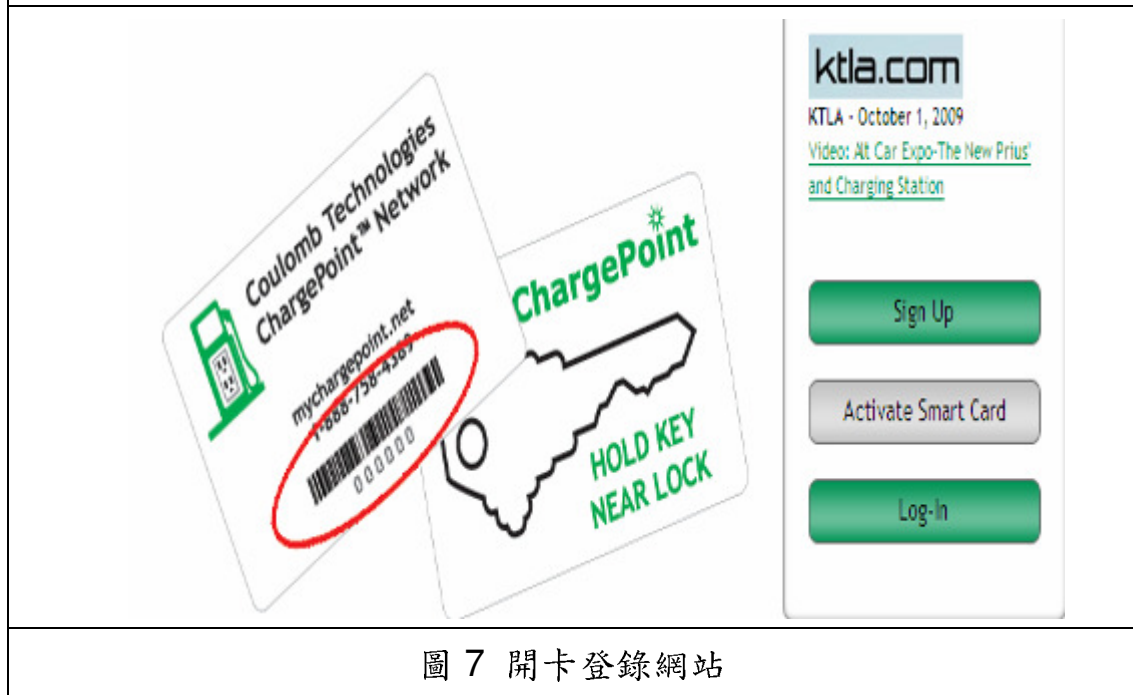 Coulomb Technologies
ChargePoint™ Network
mychargepoint.net
1-888-758-4389
000000
ChargePoint
HOLD KEY
NEAR LOCK
ktla.com
KTLA - October 1, 2009
Video: Alt Car Expo-The New Prius'
and Charging Station
Sign Up
Activate Smart Card
Log-In
圖 7 開卡登錄網站